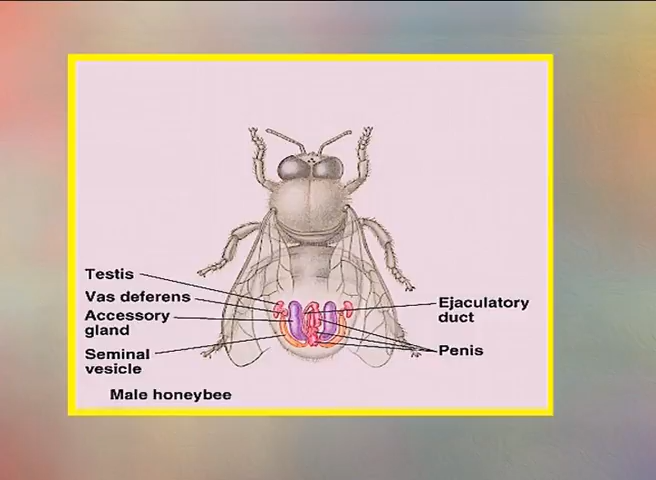 Testis
Vas deferens
Accessory
gland
Seminal
vesicle
Ejaculatory
duct
Penis
Male honeybee